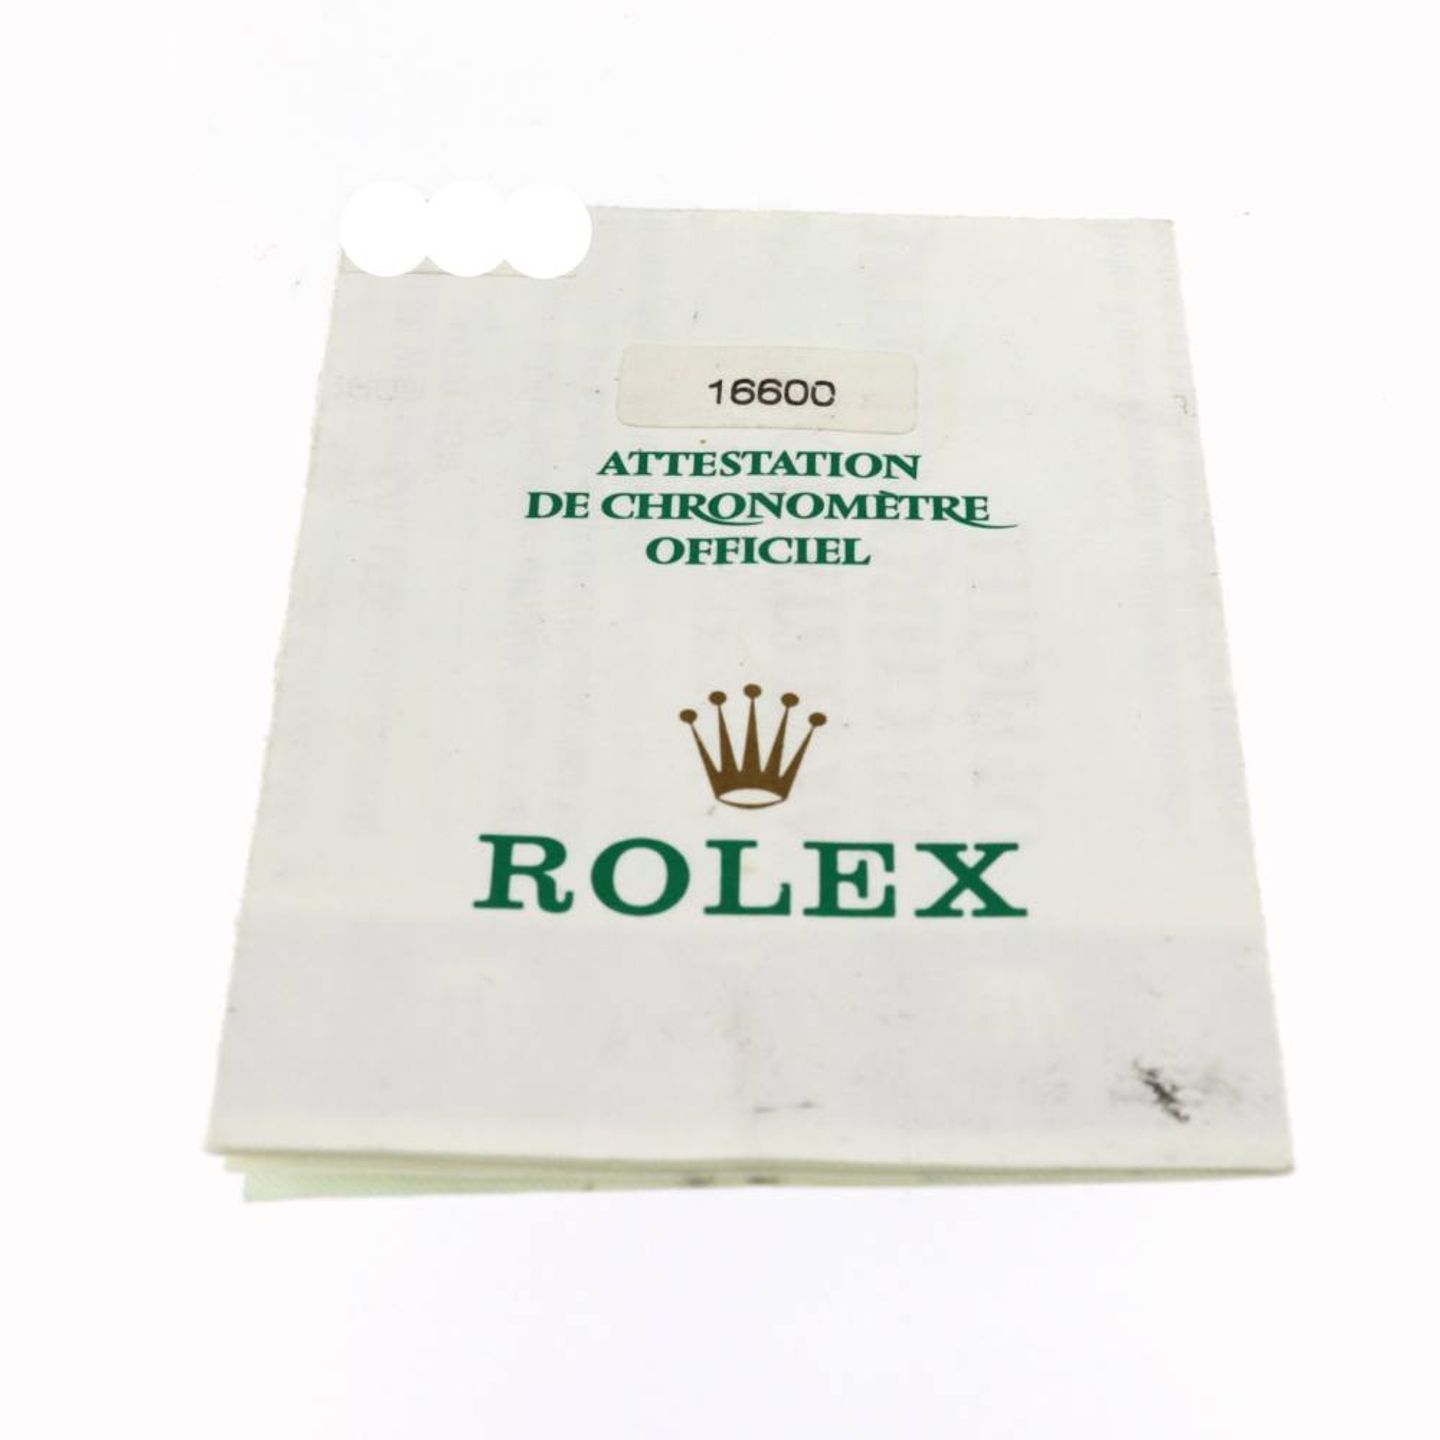 16600
ATTESTATION
DE CHRONOMÈTRE
OFFICIEL
ROLEX